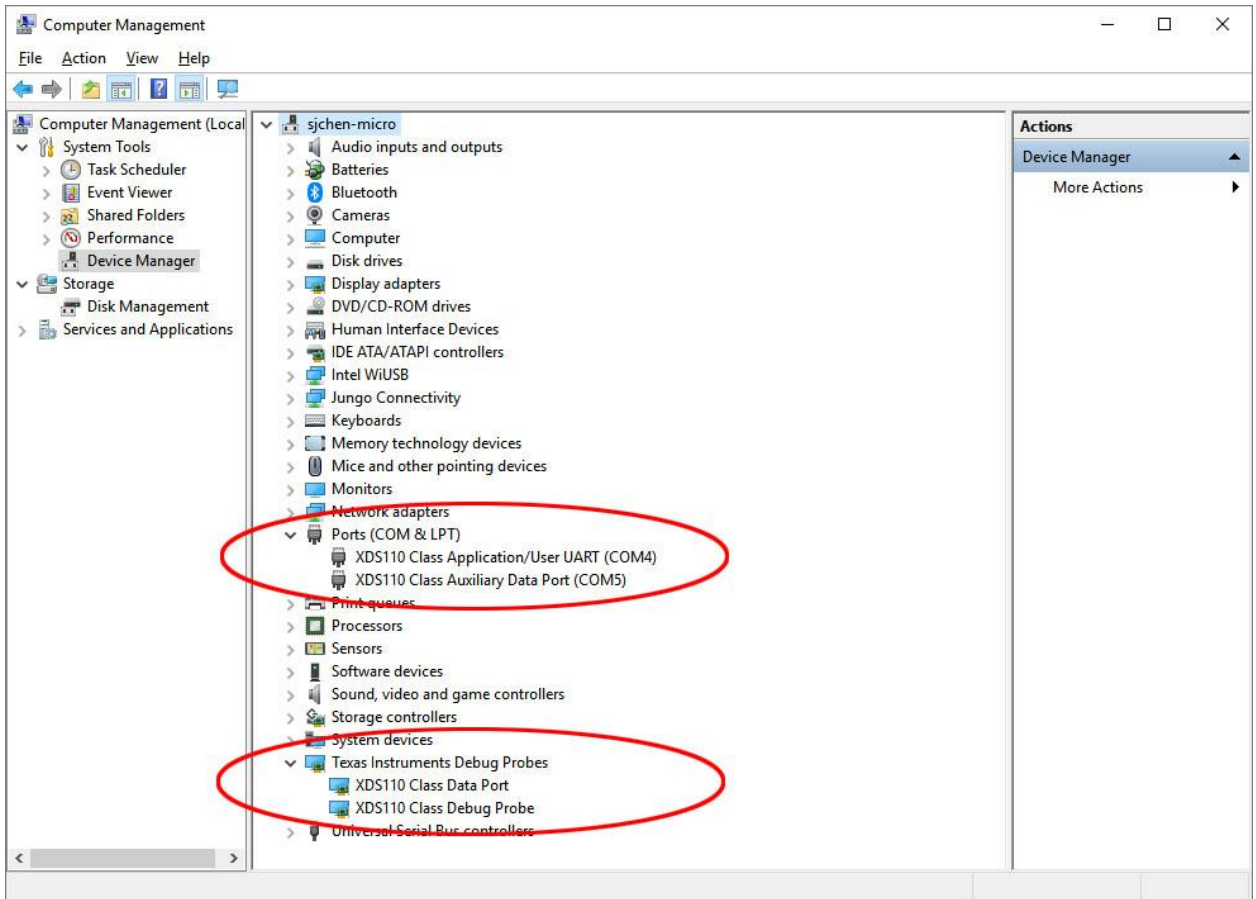 Computer Management
File Action View Help
Computer Management (Local
System Tools
Task Scheduler
Event Viewer
Shared Folders
Performance
Device Manager
Storage
Disk Management
Services and Applications
sjchen-micro
Audio inputs and outputs
Batteries
Bluetooth
Cameras
Computer
Disk drives
Display adapters
DVD/CD-ROM drives
Human Interface Devices
IDE ATA/ATAPI controllers
Intel WiUSB
Jungo Connectivity
Keyboards
Memory technology devices
Mice and other pointing devices
Monitors
Network adapters
Ports (COM & LPT)
XDS110 Class Application/User UART (COM4)
XDS110 Class Auxiliary Data Port (COM5)
Print queues
Processors
Sensors
Software devices
Sound, video and game controllers
Storage controllers
System devices
Texas Instruments Debug Probes
XDS110 Class Data Port
XDS110 Class Debug Probe
Universal Serial Bus controllers
Actions
Device Manager
More Actions